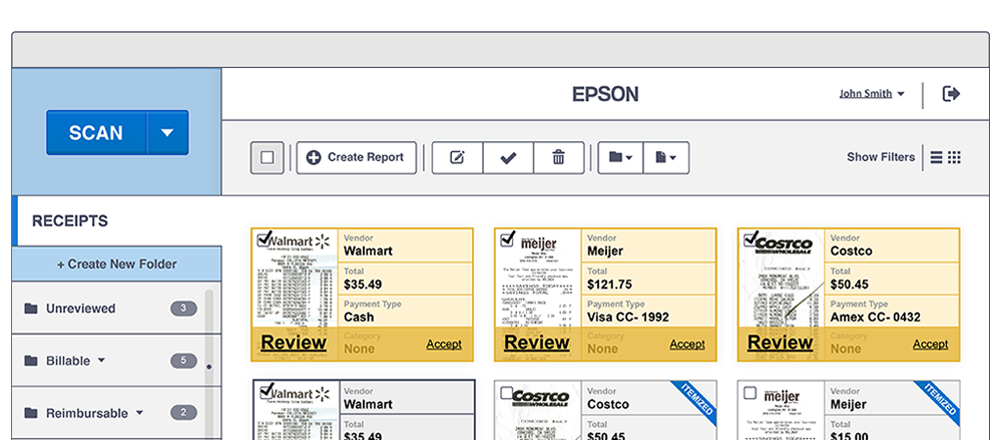 EPSON
John Smith
SCAN
Create Report
Show Filters
RECEIPTS
+ Create New Folder
Unreviewed 3
Billable 5
Reimbursable 2
Walmart
Vendor
Walmart
Total
$35.49
Payment Type
Cash
Category
None
Review
Accept
meijer
Vendor
Meijer
Total
$121.75
Payment Type
Visa CC- 1992
Category
None
Review
Accept
COSTCO
WHOLESALE
Vendor
Costco
Total
$50.45
Payment Type
Amex CC- 0432
Category
None
Review
Accept
Walmart
Vendor
Walmart
Total
$35.49
COSTCO
WHOLESALE
Vendor
Costco
Total
$50.45
ITEMIZED
meijer
Vendor
Meijer
Total
$15.00
ITEMIZED